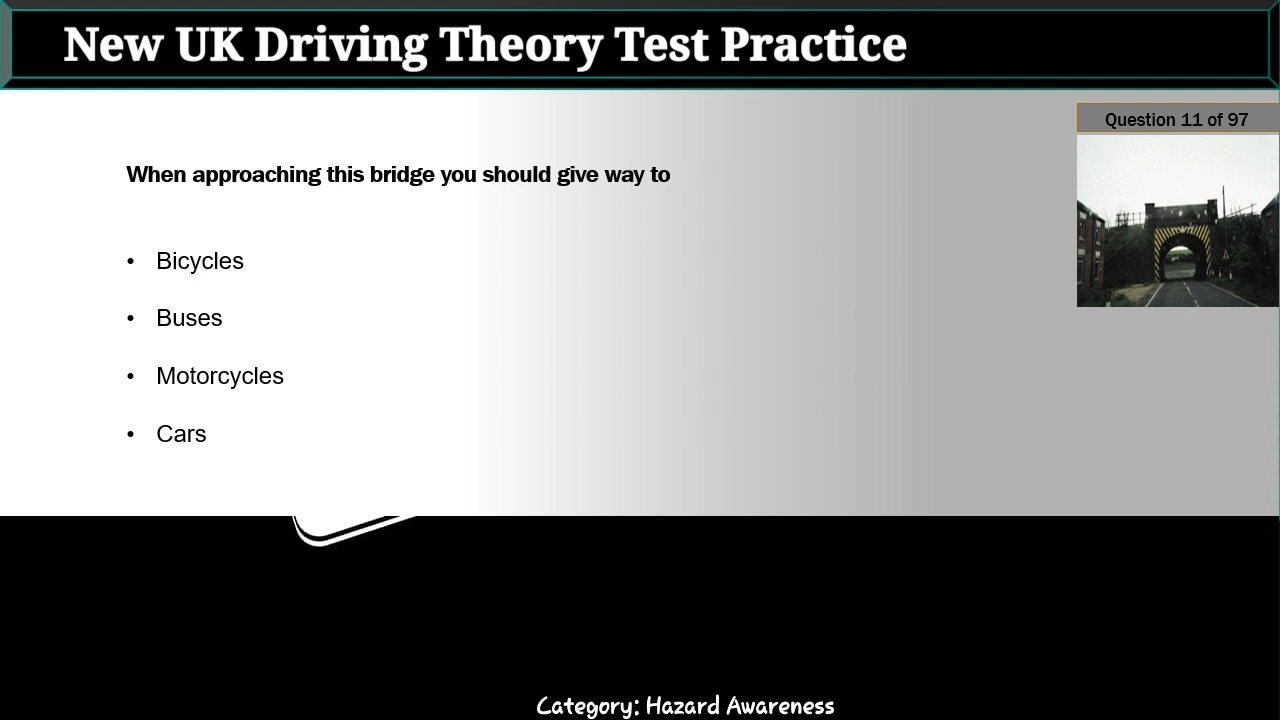 New UK Driving Theory Test Practice
Question 11 of 97
When approaching this bridge you should give way to
• Bicycles
• Buses
• Motorcycles
• Cars
Category: Hazard Awareness